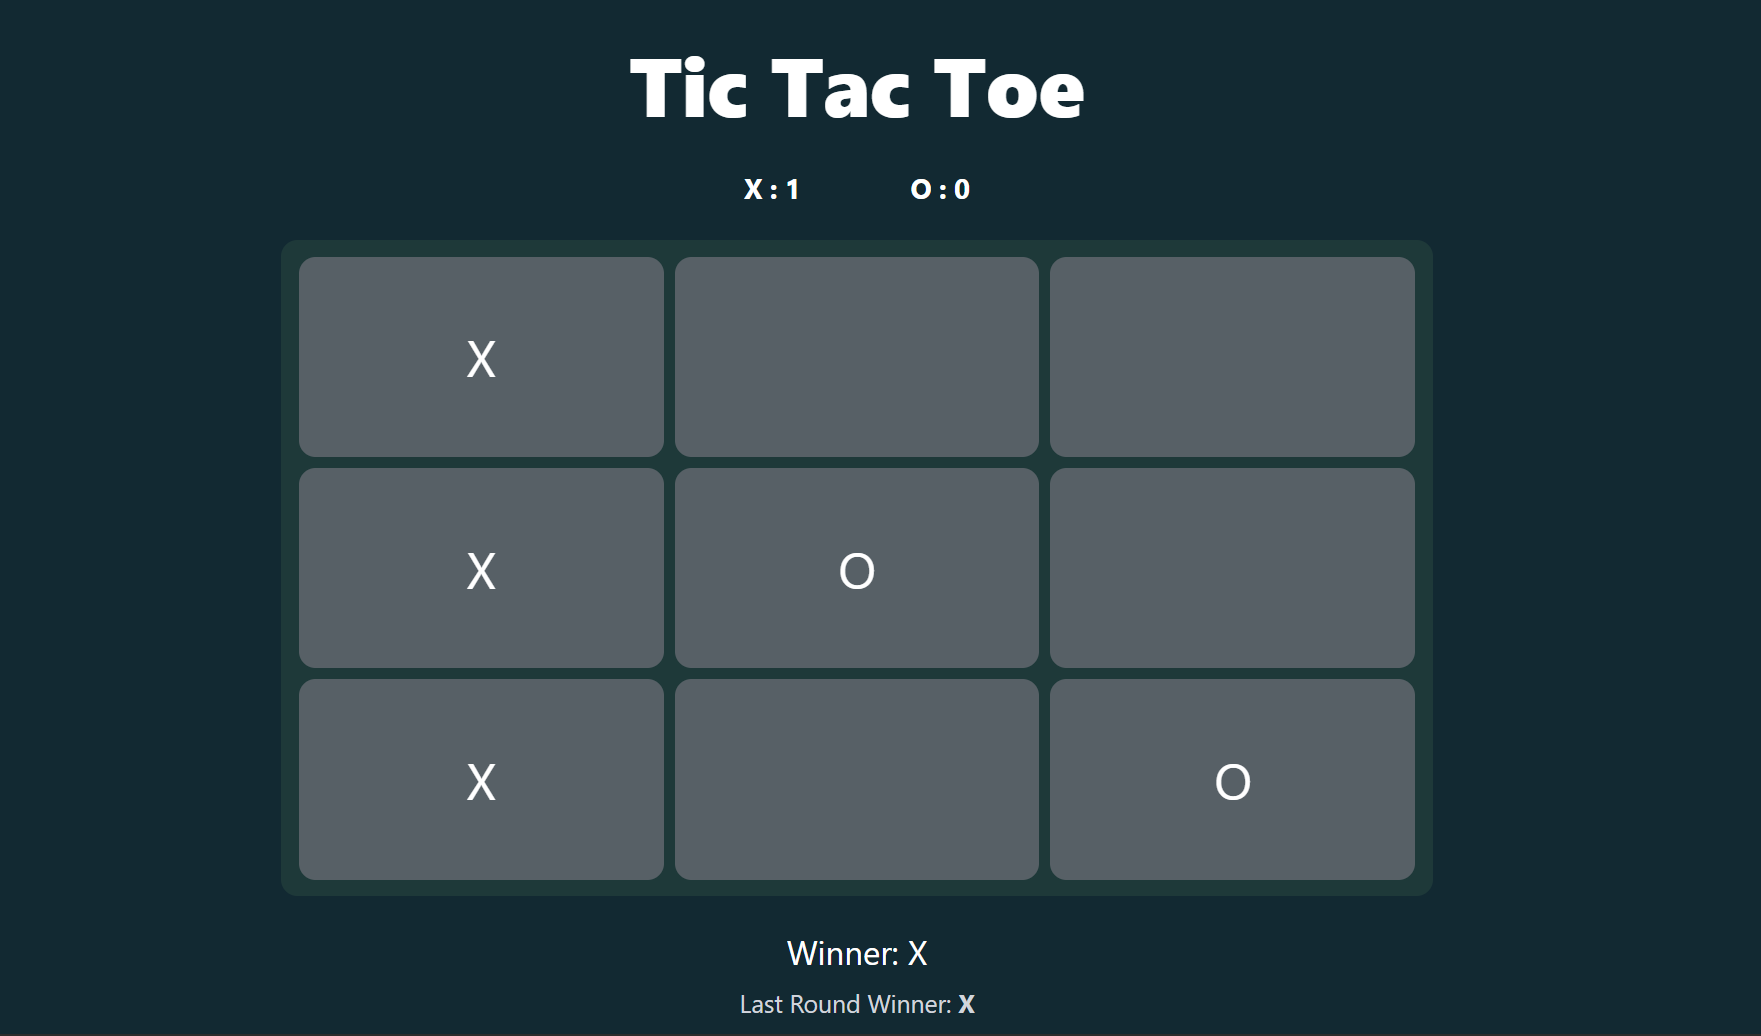 Tic Tac Toe
X : 1 O : 0
X
X O
X O
Winner: X
Last Round Winner: X